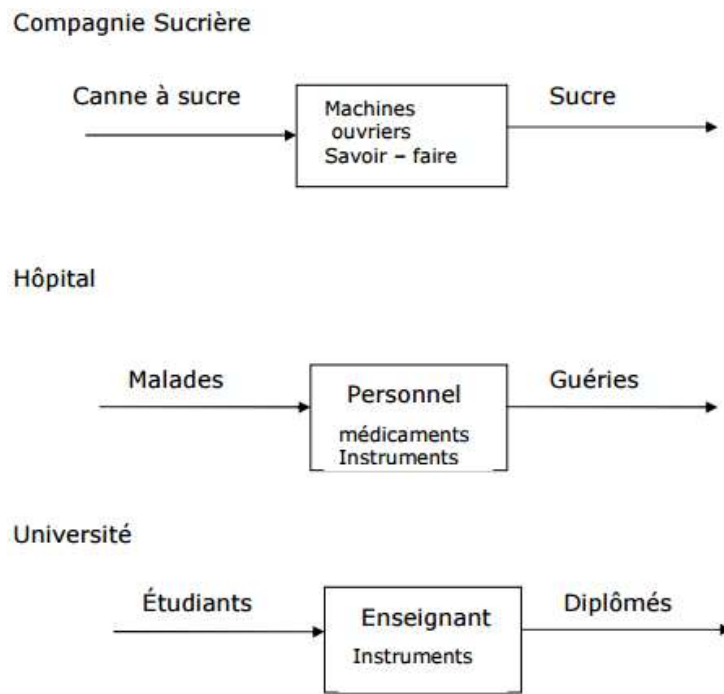 Compagnie Sucrière
Canne à sucre
Machines
ouvriers
Savoir – faire
Sucre
Hôpital
Malades
Personnel
médicaments
Instruments
Guéries
Université
Étudiants
Enseignant
Instruments
Diplômés